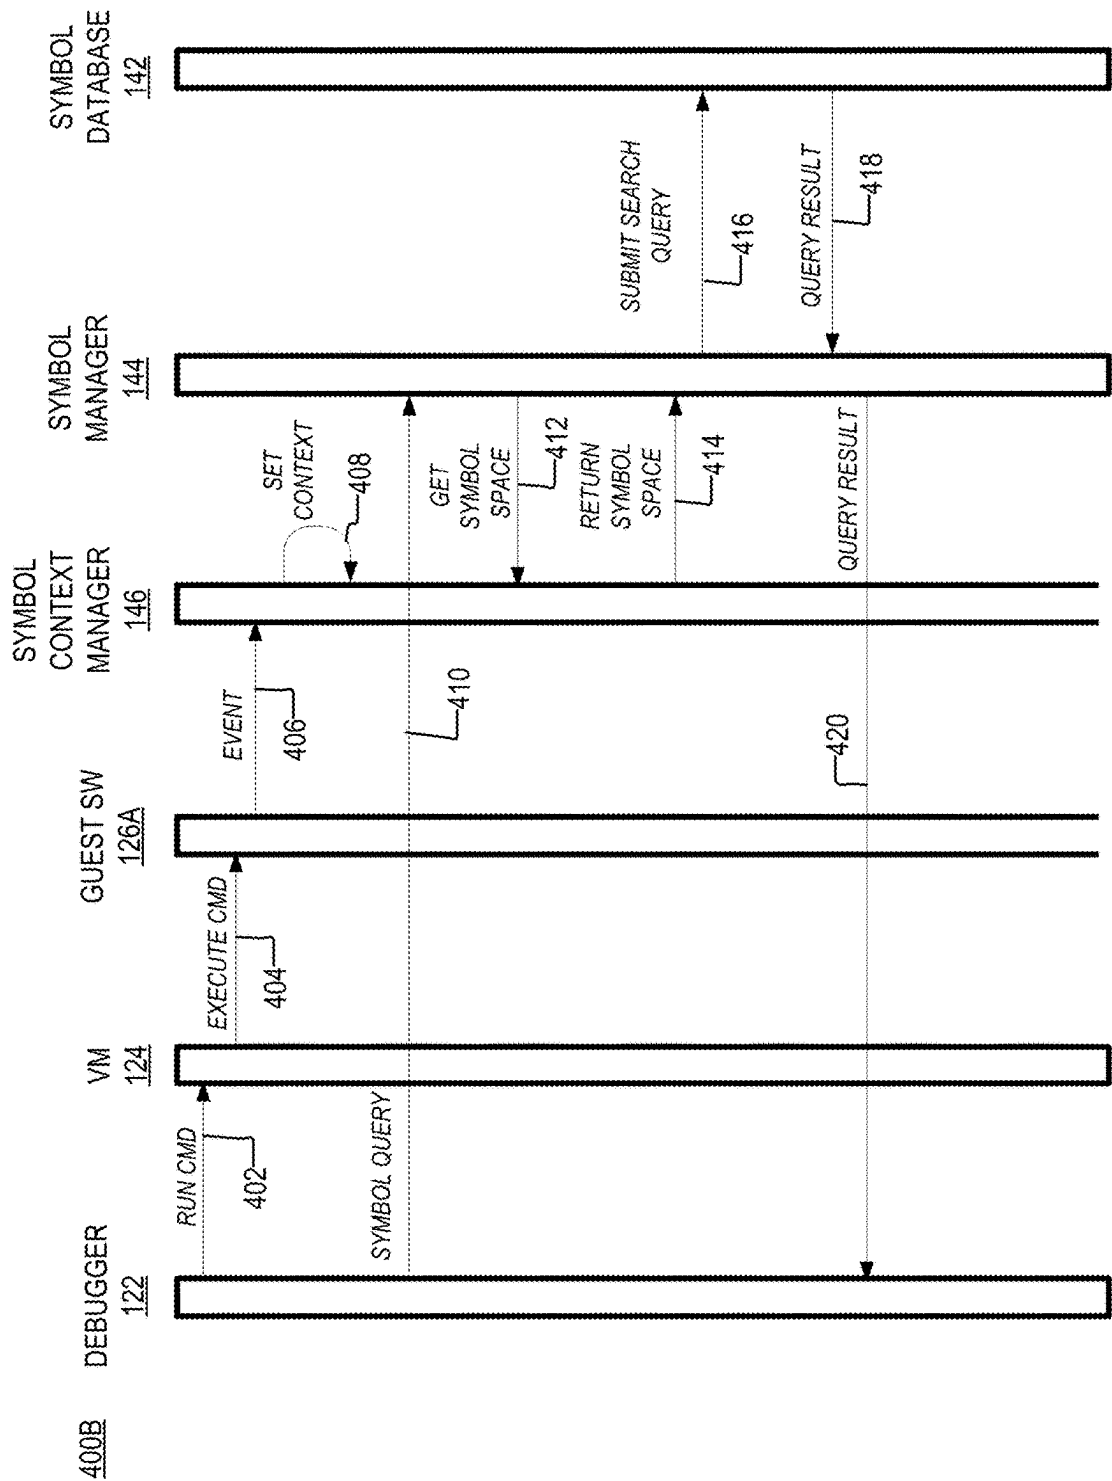 400B
DEBUGGER
122
VM
124
GUEST SW
126A
SYMBOL
CONTEXT
MANAGER
146
SYMBOL
MANAGER
144
SYMBOL
DATABASE
142
RUN CMD
402
EXECUTE CMD
404
EVENT
406
SET
CONTEXT
408
SYMBOL QUERY
410
GET
SYMBOL
SPACE
412
RETURN
SYMBOL
SPACE
414
SUBMIT SEARCH
QUERY
416
QUERY RESULT
418
QUERY RESULT
420